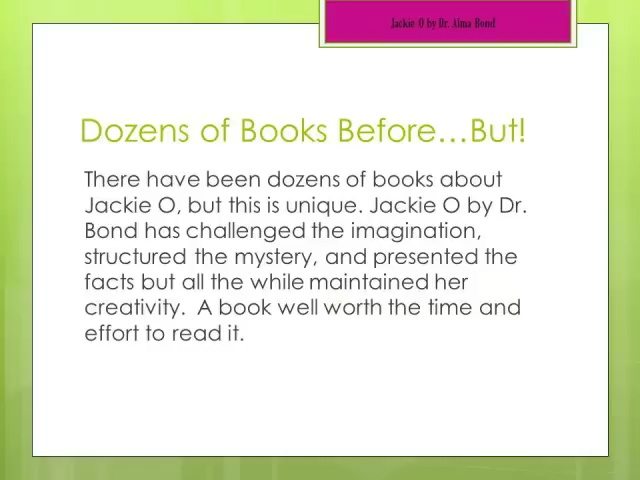 Jackie O by Dr. Alma Bond
Dozens of Books Before…But!
There have been dozens of books about
Jackie O, but this is unique. Jackie O by Dr.
Bond has challenged the imagination,
structured the mystery, and presented the
facts but all the while maintained her
creativity.  A book well worth the time and
effort to read it.